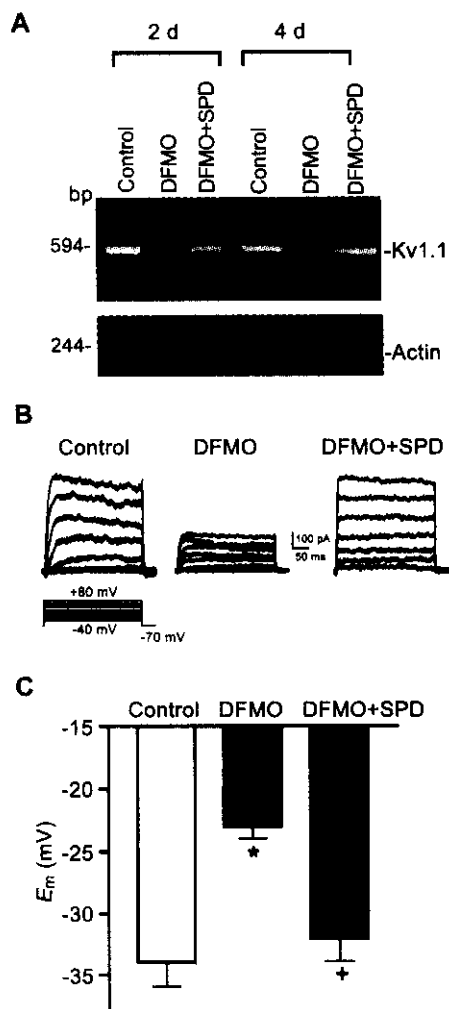 A
2 d 4 d
Control DFMO DFMO+SPD Control DFMO DFMO+SPD
bp
594- -Kv1.1
244- -Actin
B
Control DFMO DFMO+SPD
100 pA
50 ms
+80 mV
-40 mV
-70 mV
C
Control DFMO DFMO+SPD
-15
-20
-25
-30
-35
Em (mV)
*
+